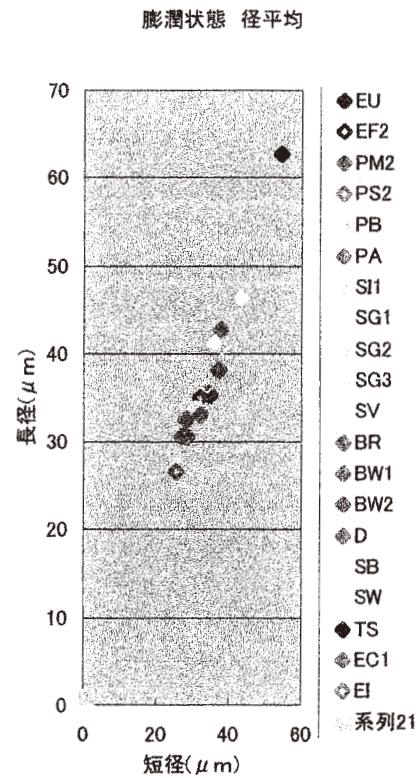 膨潤状態 径平均
70
60
50
40
30
20
10
0
長径(μm)
0 20 40 60
短径(μm)
EU
EF2
PM2
PS2
PB
PA
SI1
SG1
SG2
SG3
SV
BR
BW1
BW2
D
SB
SW
TS
EC1
EI
系列21